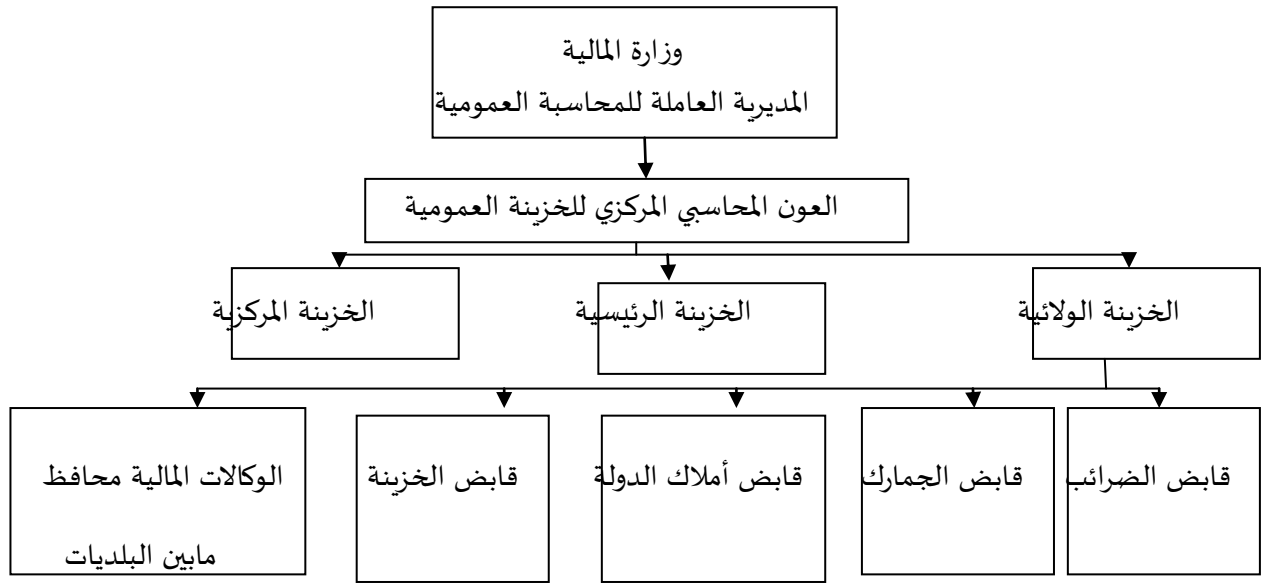 وزارة المالية
المديرية العاملة للمحاسبة العمومية
العون المحاسبي المركزي للخزينة العمومية
الخزينة الولائية
الخزينة الرئيسية
الخزينة المركزية
قابض الضرائب
قابض الجمارك
قابض أملاك الدولة
قابض الخزينة
الوكالات المالية محافظ
مابين البلديات